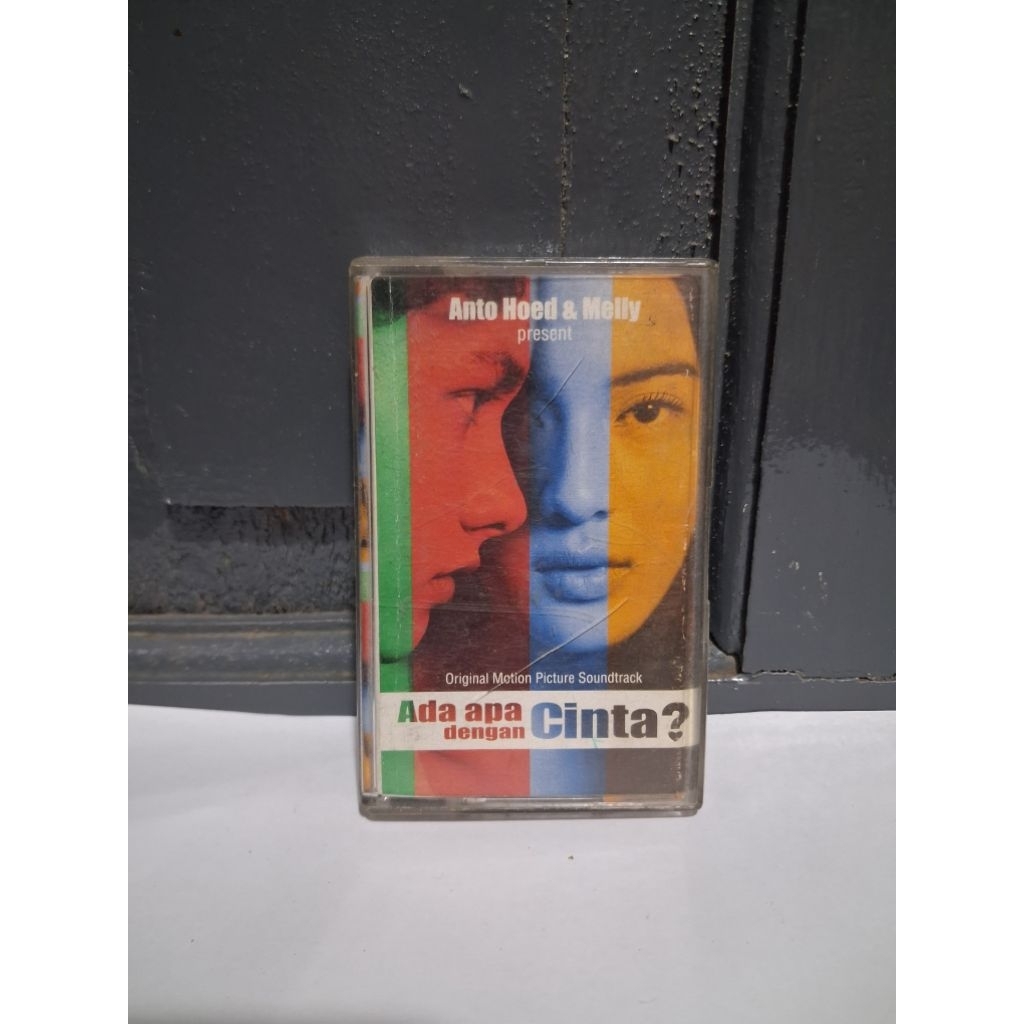 Anto Hoed & Melly
present
Original Motion Picture Soundtrack
Ada apa
dengan Cinta?